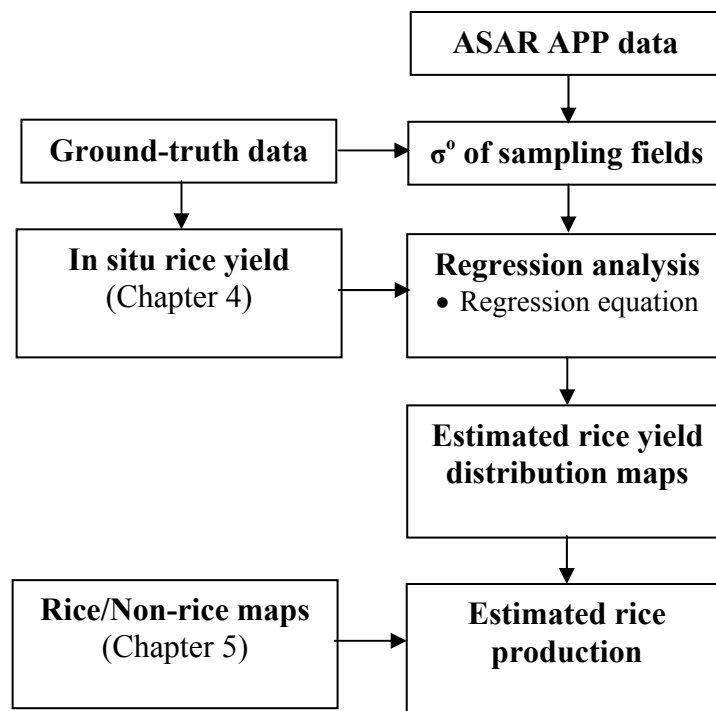 ASAR APP data
Ground-truth data
σº of sampling fields
In situ rice yield
(Chapter 4)
Regression analysis
• Regression equation
Estimated rice yield
distribution maps
Rice/Non-rice maps
(Chapter 5)
Estimated rice
production